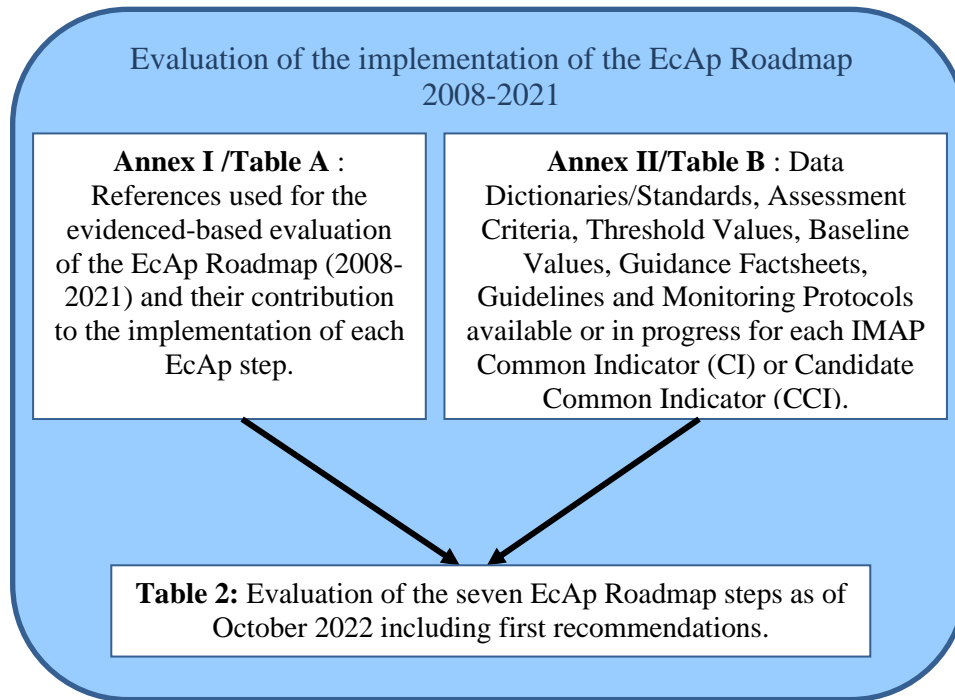 Evaluation of the implementation of the EcAp Roadmap
2008-2021
Annex I /Table A :
References used for the
evidenced-based evaluation
of the EcAp Roadmap (2008-
2021) and their contribution
to the implementation of each
EcAp step.
Annex II/Table B : Data
Dictionaries/Standards, Assessment
Criteria, Threshold Values, Baseline
Values, Guidance Factsheets,
Guidelines and Monitoring Protocols
available or in progress for each IMAP
Common Indicator (CI) or Candidate
Common Indicator (CCI).
Table 2: Evaluation of the seven EcAp Roadmap steps as of
October 2022 including first recommendations.